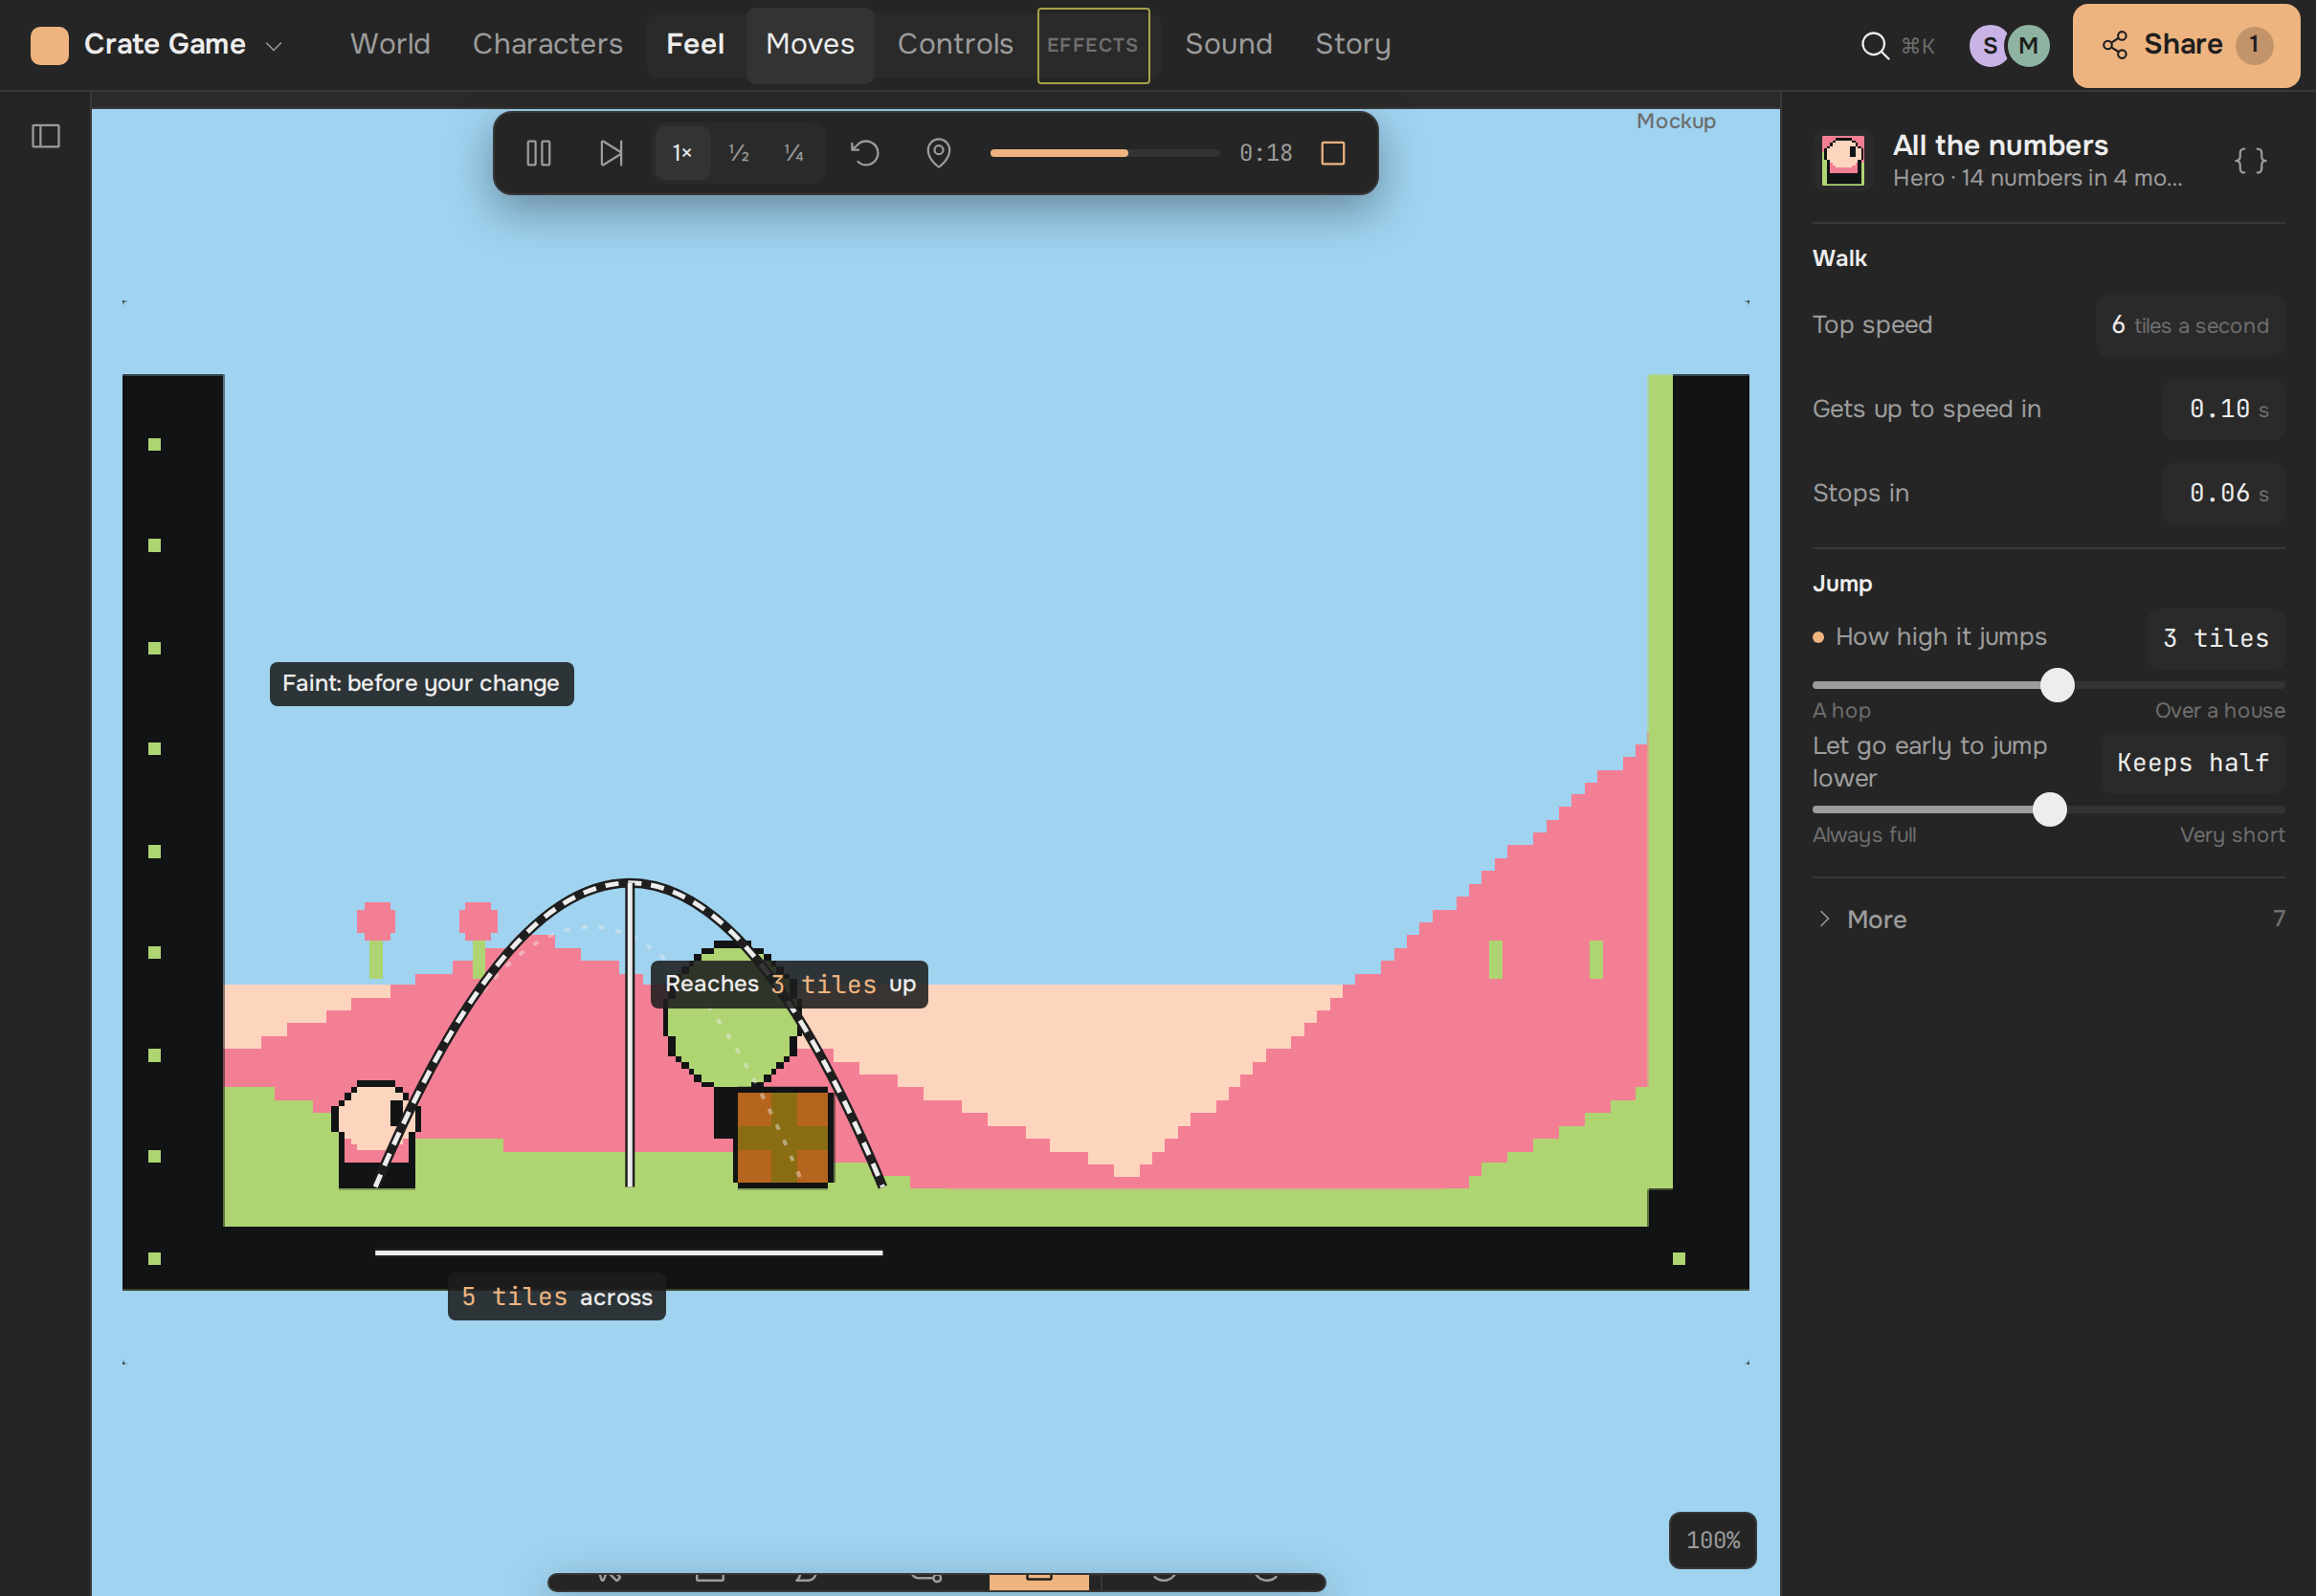 Crate Game World Characters Feel Moves Controls EFFECTS Sound Story ⌘K S M Share 1
Mockup
1× ½ ¼ 0:18
All the numbers
Hero · 14 numbers in 4 mo...
{ }
Walk
Top speed 6 tiles a second
Gets up to speed in 0.10 s
Stops in 0.06 s
Jump
How high it jumps 3 tiles
A hop Over a house
Let go early to jump
lower
Keeps half
Always full Very short
More 7
Faint: before your change
Reaches 3 tiles up
5 tiles across
100%